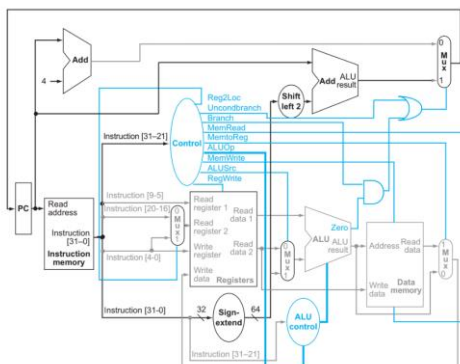 Add
4
Add
ALU
result
0
Mux
1
Shift
left 2
Reg2Loc
Uncondbranch
Branch
MemRead
MemtoReg
ALUOp
MemWrite
ALUSrc
RegWrite
Control
Instruction [31–21]
PC
Read
address
Instruction
[31–0]
Instruction
memory
Instruction [9-5]
Instruction [20-16]
Instruction [4-0]
0
Mux
1
Read
register 1
Read
register 2
Write
register
Write
data
Read
data 1
Read
data 2
Registers
0
Mux
1
Zero
ALU
ALU
result
Address
Read
data
Write
data
Data
memory
1
Mux
0
Instruction [31-0]
32
Sign-
extend
64
ALU
control
Instruction [31–21]